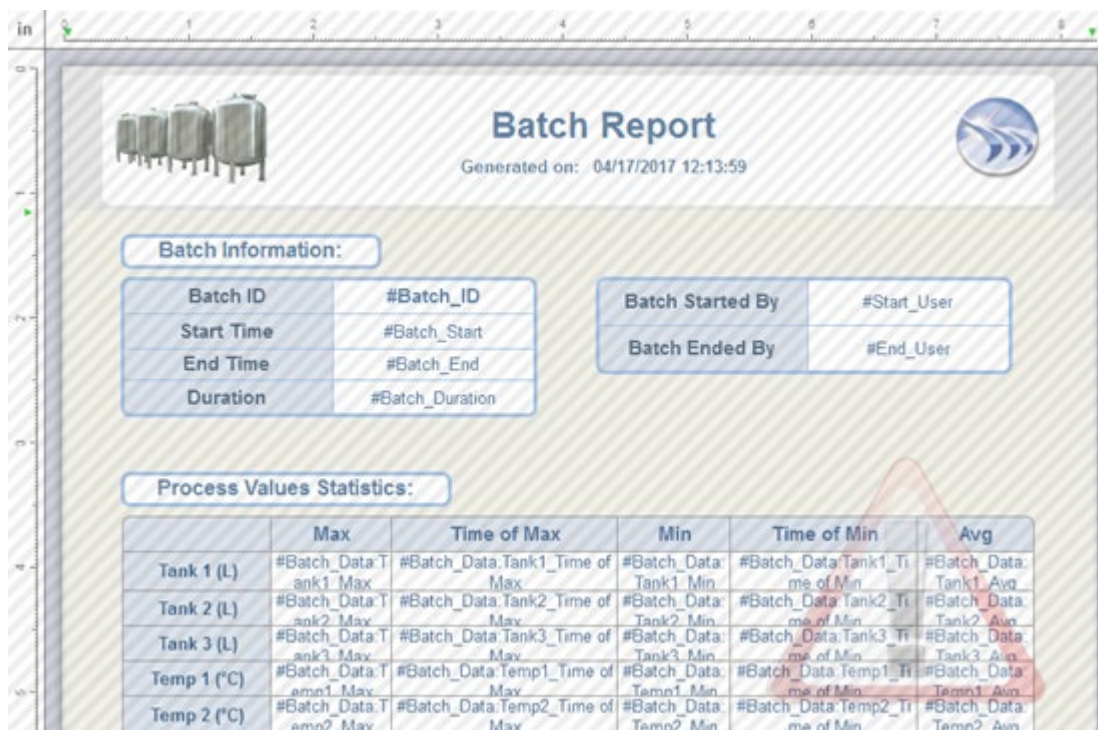 in
0 1 2 3 4 5 6 7 8
Batch Report
Generated on: 04/17/2017 12:13:59
Batch Information:
Batch ID #Batch_ID
Start Time #Batch_Start
End Time #Batch_End
Duration #Batch_Duration
Batch Started By #Start_User
Batch Ended By #End_User
Process Values Statistics:
Max Time of Max Min Time of Min Avg
Tank 1 (L) #Batch_Data:T #Batch_Data:Tank1_Time of #Batch_Data: #Batch_Data:Tank1_Ti #Batch_Data:
ank1_Max Max Tank1_Min me of Min Tank1_Avg
Tank 2 (L) #Batch_Data:T #Batch_Data:Tank2_Time of #Batch_Data: #Batch_Data:Tank2_Ti #Batch_Data:
ank2_Max Max Tank2_Min me of Min Tank2_Avg
Tank 3 (L) #Batch_Data:T #Batch_Data:Tank3_Time of #Batch_Data: #Batch_Data:Tank3_Ti #Batch_Data:
ank3_Max Max Tank3_Min me of Min Tank3_Avg
Temp 1 (°C) #Batch_Data:T #Batch_Data:Temp1_Time of #Batch_Data: #Batch_Data:Temp1_Ti #Batch_Data:
emp1_Max Max Temp1_Min me of Min Temp1_Avg
Temp 2 (°C) #Batch_Data:T #Batch_Data:Temp2_Time of #Batch_Data: #Batch_Data:Temp2_Ti #Batch_Data:
emp2_Max Max Temp2_Min me of Min Temp2_Avg
0
1
2
3
4
5